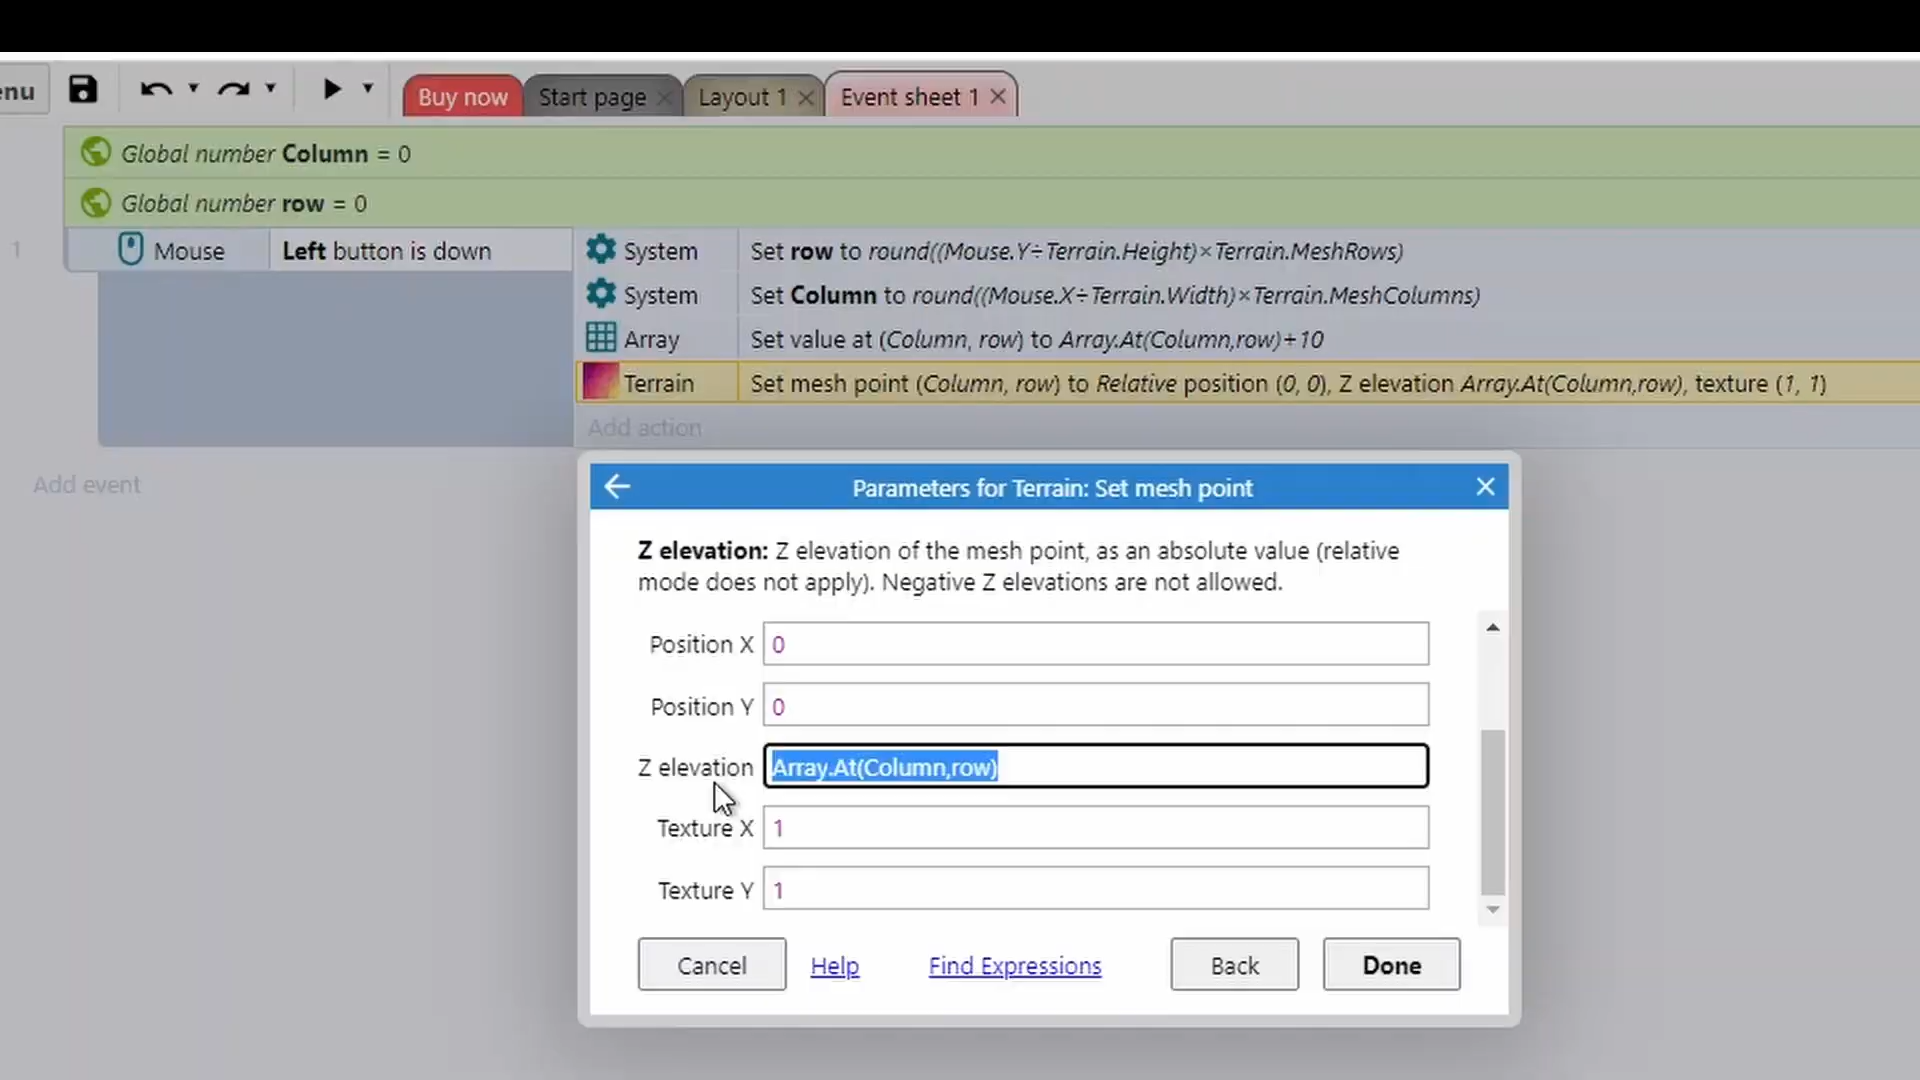 enu
Buy now
Start page
Layout 1
Event sheet 1
Global number Column = 0
Global number row = 0
1
Mouse
Left button is down
System
Set row to round((Mouse.Y÷Terrain.Height)×Terrain.MeshRows)
System
Set Column to round((Mouse.X÷Terrain.Width)×Terrain.MeshColumns)
Array
Set value at (Column, row) to Array.At(Column,row)+10
Terrain
Set mesh point (Column, row) to Relative position (0, 0), Z elevation Array.At(Column,row), texture (1, 1)
Add action
Add event
Parameters for Terrain: Set mesh point
Z elevation: Z elevation of the mesh point, as an absolute value (relative
mode does not apply). Negative Z elevations are not allowed.
Position X 0
Position Y 0
Z elevation Array.At(Column,row)
Texture X 1
Texture Y 1
Cancel
Help
Find Expressions
Back
Done